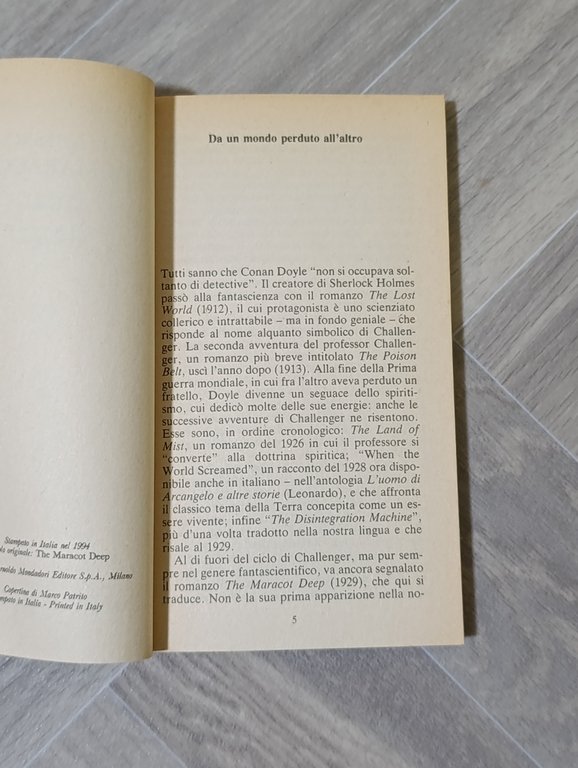 Stampato in Italia nel 1994
originale: The Maracot Deep
Mondadori Editore S.p.A., Milano
Copertina di Marco Patrito
in Italia - Printed in Italy
Da un mondo perduto all'altro
Tutti sanno che Conan Doyle “non si occupava sol-
tanto di detective”. Il creatore di Sherlock Holmes
passò alla fantascienza con il romanzo The Lost
World (1912), il cui protagonista è uno scienziato
collerico e intrattabile – ma in fondo geniale – che
risponde al nome alquanto simbolico di Challen-
ger. La seconda avventura del professor Challen-
ger, un romanzo più breve intitolato The Poison
Belt, uscì l'anno dopo (1913). Alla fine della Prima
guerra mondiale, in cui fra l'altro aveva perduto un
fratello, Doyle divenne un seguace dello spiriti-
smo, cui dedicò molte delle sue energie: anche le
successive avventure di Challenger ne risentono.
Esse sono, in ordine cronologico: The Land of
Mist, un romanzo del 1926 in cui il professore si
“converte” alla dottrina spiritica; “When the
World Screamed”, un racconto del 1928 ora dispo-
nibile anche in italiano – nell'antologia L'uomo di
Arcangelo e altre storie (Leonardo), e che affronta
il classico tema della Terra concepita come un es-
sere vivente; infine “The Disintegration Machine”,
più d'una volta tradotto nella nostra lingua e che
risale al 1929.
Al di fuori del ciclo di Challenger, ma pur sem-
pre nel genere fantascientifico, va ancora segnalato
il romanzo The Maracot Deep (1929), che qui si
traduce. Non è la sua prima apparizione nella no-
5